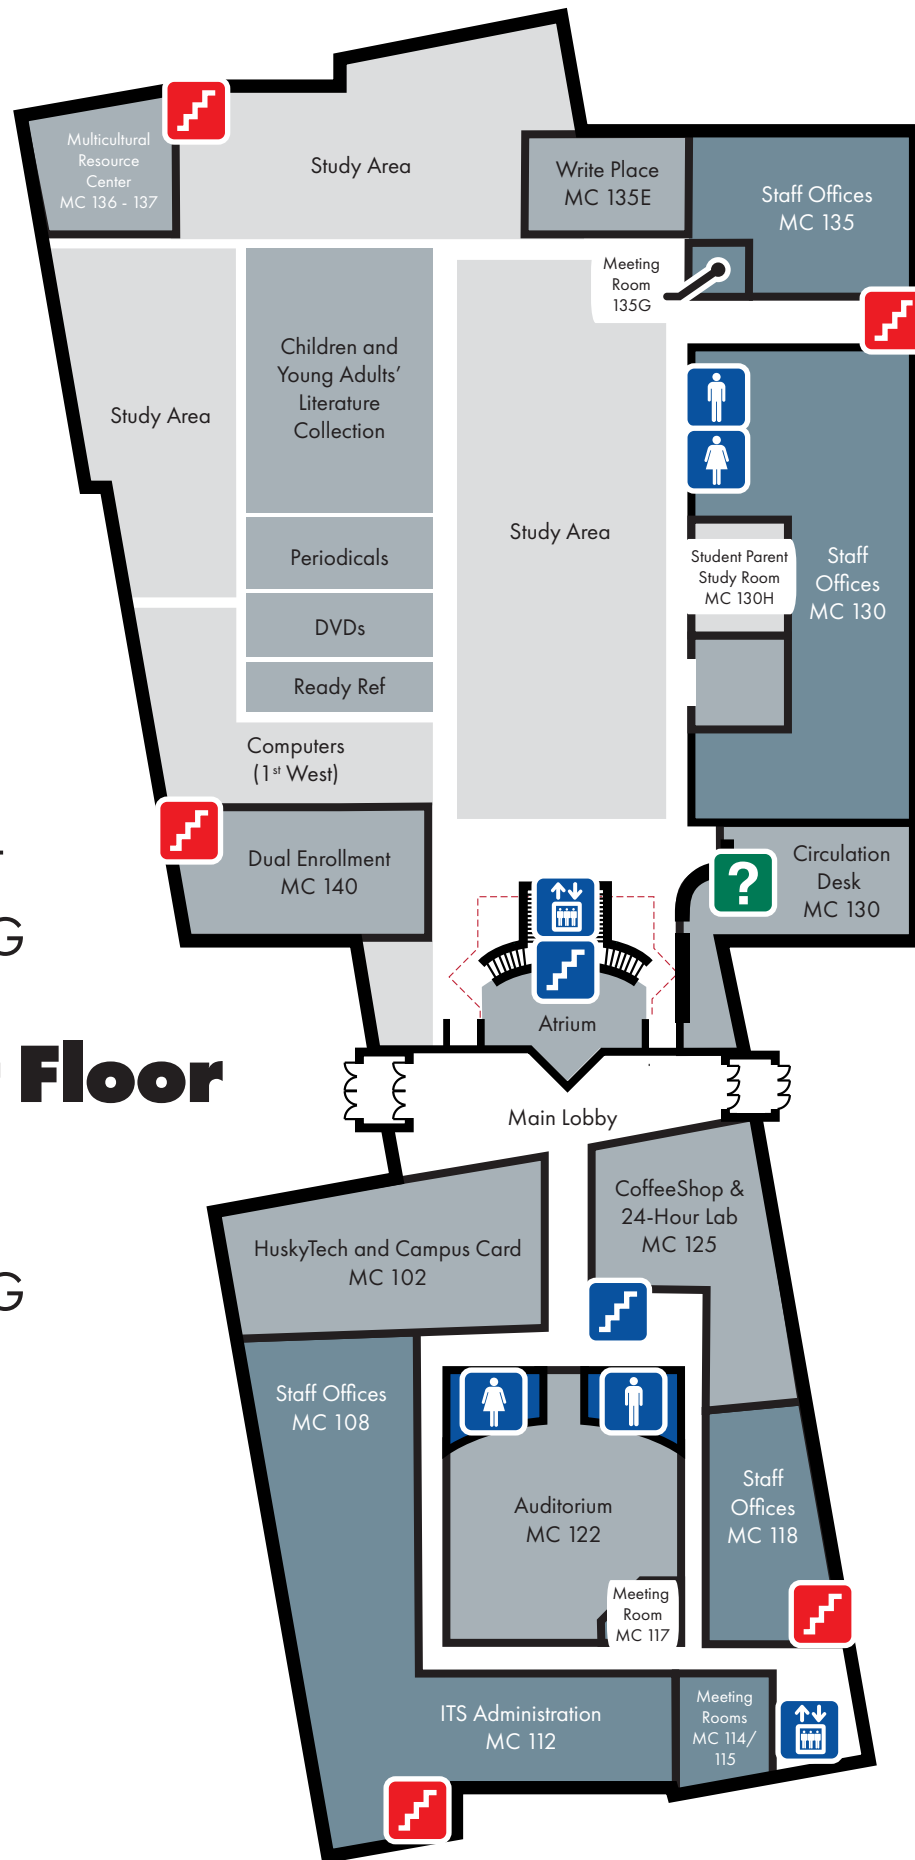 Multicultural
Resource
Center
MC 136 - 137
Study Area
Write Place
MC 135E
Staff Offices
MC 135
Meeting
Room
135G
Children and
Young Adults’
Literature
Collection
Study Area
Study Area
Periodicals
DVDs
Ready Ref
Student Parent
Study Room
MC 130H
Staff
Offices
MC 130
Computers
(1st West)
Dual Enrollment
MC 140
Circulation
Desk
MC 130
?
G
Atrium
Floor
Main Lobby
CoffeeShop &
24-Hour Lab
MC 125
HuskyTech and Campus Card
MC 102
G
Staff Offices
MC 108
Auditorium
MC 122
Staff
Offices
MC 118
Meeting
Room
MC 117
ITS Administration
MC 112
Meeting
Rooms
MC 114/
115